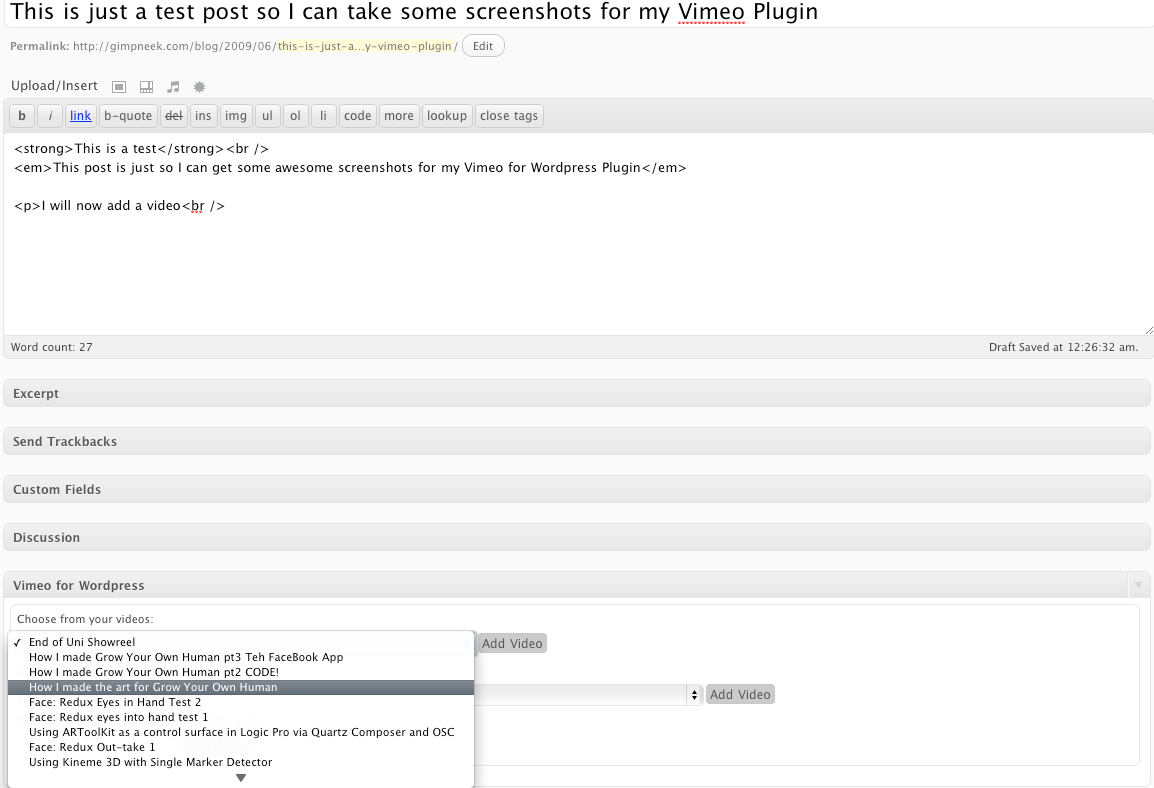 This is just a test post so I can take some screenshots for my Vimeo Plugin
Permalink: http://gimpneek.com/blog/2009/06/this-is-just-a...y-vimeo-plugin/ Edit
Upload/Insert
b i link b-quote del ins img ul ol li code more lookup close tags
<strong>This is a test</strong><br />
<em>This post is just so I can get some awesome screenshots for my Vimeo for Wordpress Plugin</em>
<p>I will now add a video<br />
Word count: 27 Draft Saved at 12:26:32 am.
Excerpt
Send Trackbacks
Custom Fields
Discussion
Vimeo for Wordpress
Choose from your videos:
✓ End of Uni Showreel Add Video
How I made Grow Your Own Human pt3 Teh FaceBook App
How I made Grow Your Own Human pt2 CODE!
How I made the art for Grow Your Own Human Add Video
Face: Redux Eyes in Hand Test 2
Face: Redux eyes into hand test 1
Using ARToolKit as a control surface in Logic Pro via Quartz Composer and OSC
Face: Redux Out-take 1
Using Kineme 3D with Single Marker Detector